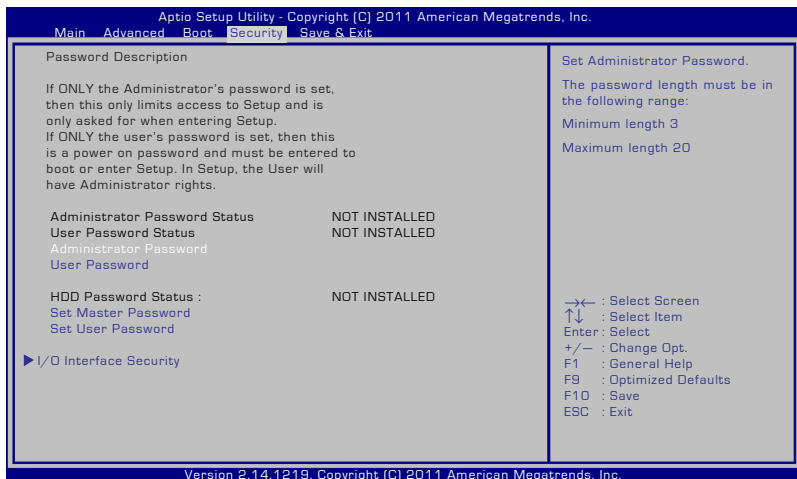 Aptio Setup Utility - Copyright (C) 2011 American Megatrends, Inc.
Main Advanced Boot Security Save & Exit
Password Description
If ONLY the Administrator's password is set,
then this only limits access to Setup and is
only asked for when entering Setup.
If ONLY the user's password is set, then this
is a power on password and must be entered to
boot or enter Setup. In Setup, the User will
have Administrator rights.
Administrator Password Status NOT INSTALLED
User Password Status NOT INSTALLED
Administrator Password
User Password
HDD Password Status : NOT INSTALLED
Set Master Password
Set User Password
I/O Interface Security
Set Administrator Password.
The password length must be in
the following range:
Minimum length 3
Maximum length 20
→← : Select Screen
↑↓ : Select Item
Enter : Select
+/— : Change Opt.
F1 : General Help
F9 : Optimized Defaults
F10 : Save
ESC : Exit
Version 2.14.1219. Copyright (C) 2011 American Megatrends, Inc.